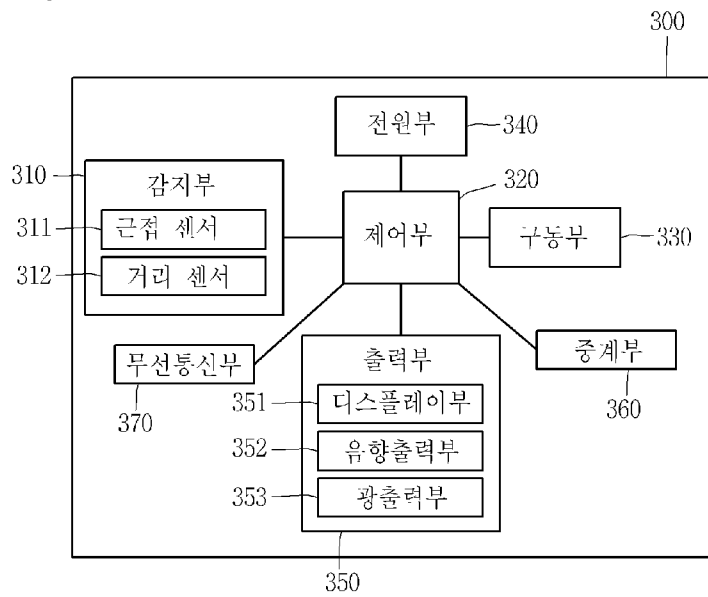 300
전원부
340
310
감지부
320
311
근접 센서
제어부
구동부
330
312
거리 센서
무선통신부
370
출력부
중계부
360
351
디스플레이부
352
음향출력부
353
광출력부
350